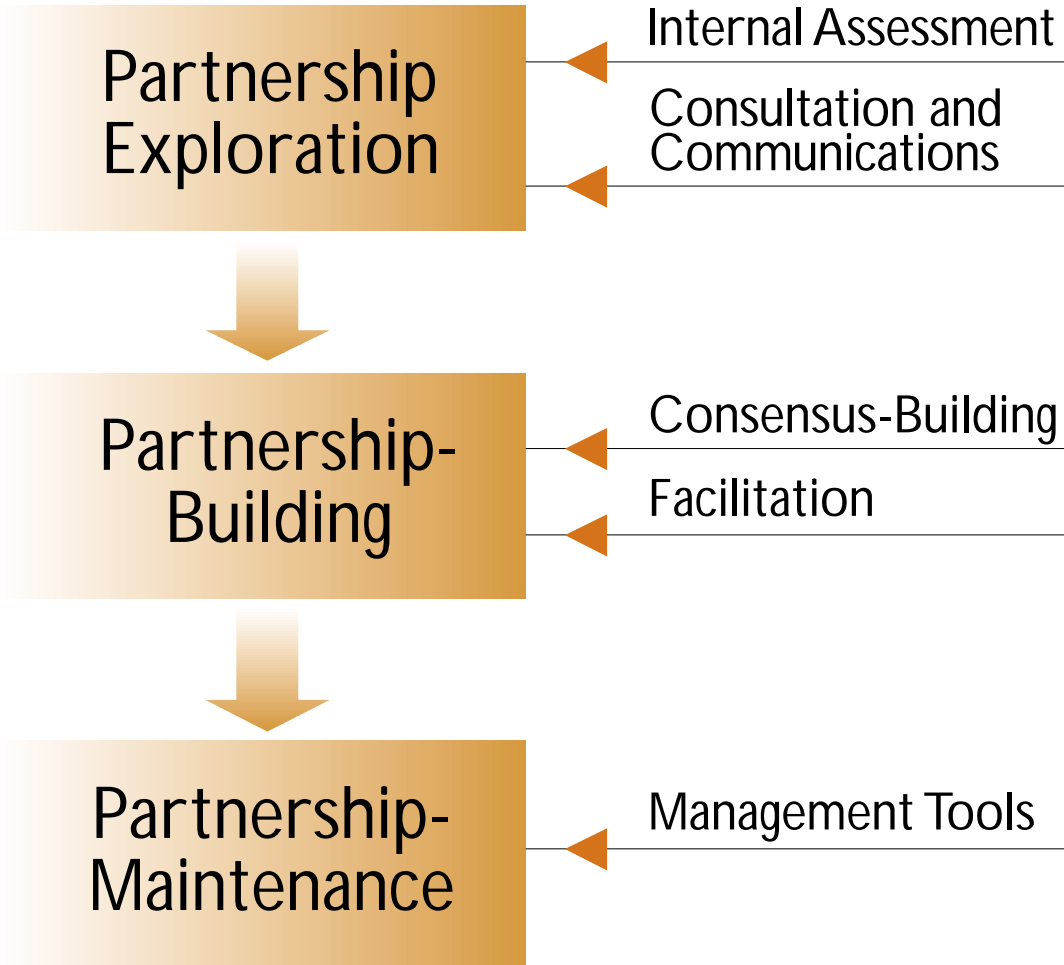 Partnership
Exploration
Internal Assessment
Consultation and
Communications
Partnership-
Building
Consensus-Building
Facilitation
Partnership-
Maintenance
Management Tools